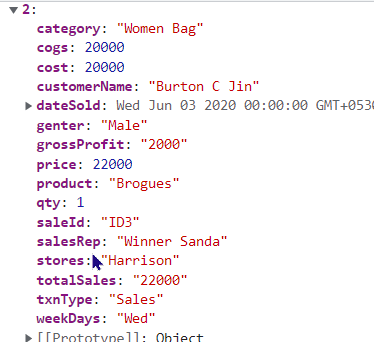 ▼ 2:
category: "Women Bag"
cogs: 20000
cost: 20000
customerName: "Burton C Jin"
▶ dateSold: Wed Jun 03 2020 00:00:00 GMT+053
genter: "Male"
grossProfit: "2000"
price: 22000
product: "Brogues"
qty: 1
saleId: "ID3"
salesRep: "Winner Sanda"
stores: "Harrison"
totalSales: "22000"
txnType: "Sales"
weekDays: "Wed"
▶ [[Prototype]]: Object